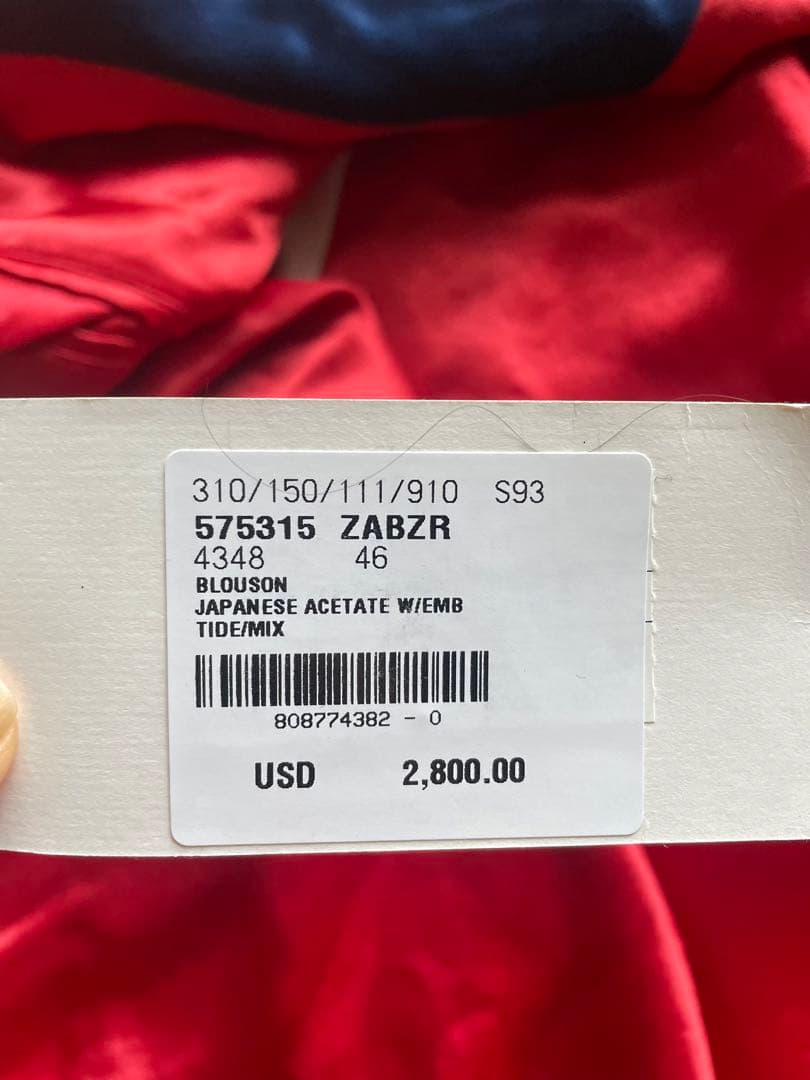 310/150/111/910 S93
575315 ZABZR
4348 46
BLOUSON
JAPANESE ACETATE W/EMB
TIDE/MIX
808774382 - 0
USD 2,800.00